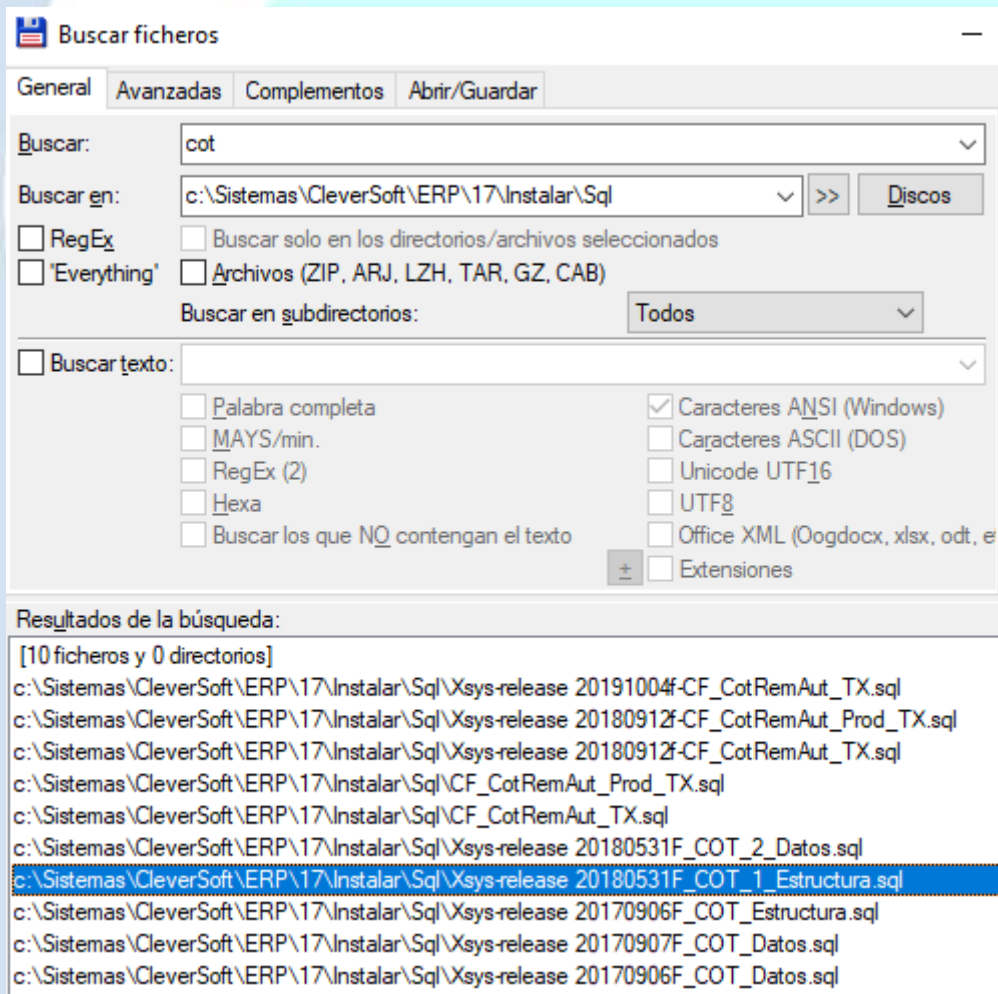 Buscar ficheros
General Avanzadas Complementos Abrir/Guardar
Buscar: cot
Buscar en: c:\Sistemas\CleverSoft\ERP\17\Instalar\Sql >> Discos
RegEx Buscar solo en los directorios/archivos seleccionados
'Everything' Archivos (ZIP, ARJ, LZH, TAR, GZ, CAB)
Buscar en subdirectorios: Todos
Buscar texto:
Palabra completa Caracteres ANSI (Windows)
MAYS/min. Caracteres ASCII (DOS)
RegEx (2) Unicode UTF16
Hexa UTF8
Buscar los que NO contengan el texto Office XML (Oogdocx, xlsx, odt, et
± Extensiones
Resultados de la búsqueda:
[10 ficheros y 0 directorios]
c:\Sistemas\CleverSoft\ERP\17\Instalar\Sql\Xsys-release 20191004f-CF_CotRemAut_TX.sql
c:\Sistemas\CleverSoft\ERP\17\Instalar\Sql\Xsys-release 20180912f-CF_CotRemAut_Prod_TX.sql
c:\Sistemas\CleverSoft\ERP\17\Instalar\Sql\Xsys-release 20180912f-CF_CotRemAut_TX.sql
c:\Sistemas\CleverSoft\ERP\17\Instalar\Sql\CF_CotRemAut_Prod_TX.sql
c:\Sistemas\CleverSoft\ERP\17\Instalar\Sql\CF_CotRemAut_TX.sql
c:\Sistemas\CleverSoft\ERP\17\Instalar\Sql\Xsys-release 20180531F_COT_2_Datos.sql
c:\Sistemas\CleverSoft\ERP\17\Instalar\Sql\Xsys-release 20180531F_COT_1_Estructura.sql
c:\Sistemas\CleverSoft\ERP\17\Instalar\Sql\Xsys-release 20170906F_COT_Estructura.sql
c:\Sistemas\CleverSoft\ERP\17\Instalar\Sql\Xsys-release 20170907F_COT_Datos.sql
c:\Sistemas\CleverSoft\ERP\17\Instalar\Sql\Xsys-release 20170906F_COT_Datos.sql